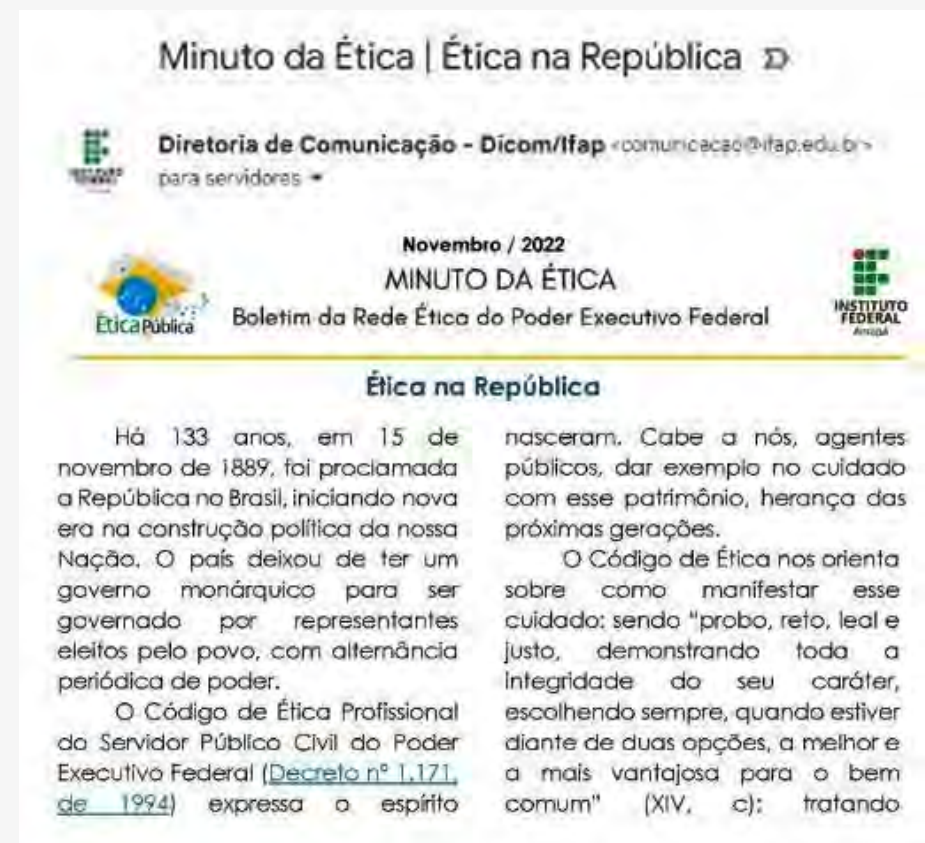 Minuto da Ética | Ética na República
Diretoria de Comunicação - Dicom/Ifap <comunicacao@ifap.edu.br>
para servidores
Novembro / 2022
MINUTO DA ÉTICA
Boletim da Rede Ética do Poder Executivo Federal
ÉticaPública
INSTITUTO
FEDERAL
Amapá
Ética na República
Há 133 anos, em 15 de
novembro de 1889, foi proclamada
a República no Brasil, iniciando nova
era na construção política da nossa
Nação. O país deixou de ter um
governo monárquico para ser
governado por representantes
eleitos pelo povo, com alternância
periódica de poder.
O Código de Ética Profissional
do Servidor Público Civil do Poder
Executivo Federal (Decreto nº 1.171,
de 1994) expressa o espírito
nasceram. Cabe a nós, agentes
públicos, dar exemplo no cuidado
com esse patrimônio, herança das
próximas gerações.
O Código de Ética nos orienta
sobre como manifestar esse
cuidado: sendo "probo, reto, leal e
justo, demonstrando toda a
integridade do seu caráter,
escolhendo sempre, quando estiver
diante de duas opções, a melhor e
a mais vantajosa para o bem
comum" (XIV, c); tratando